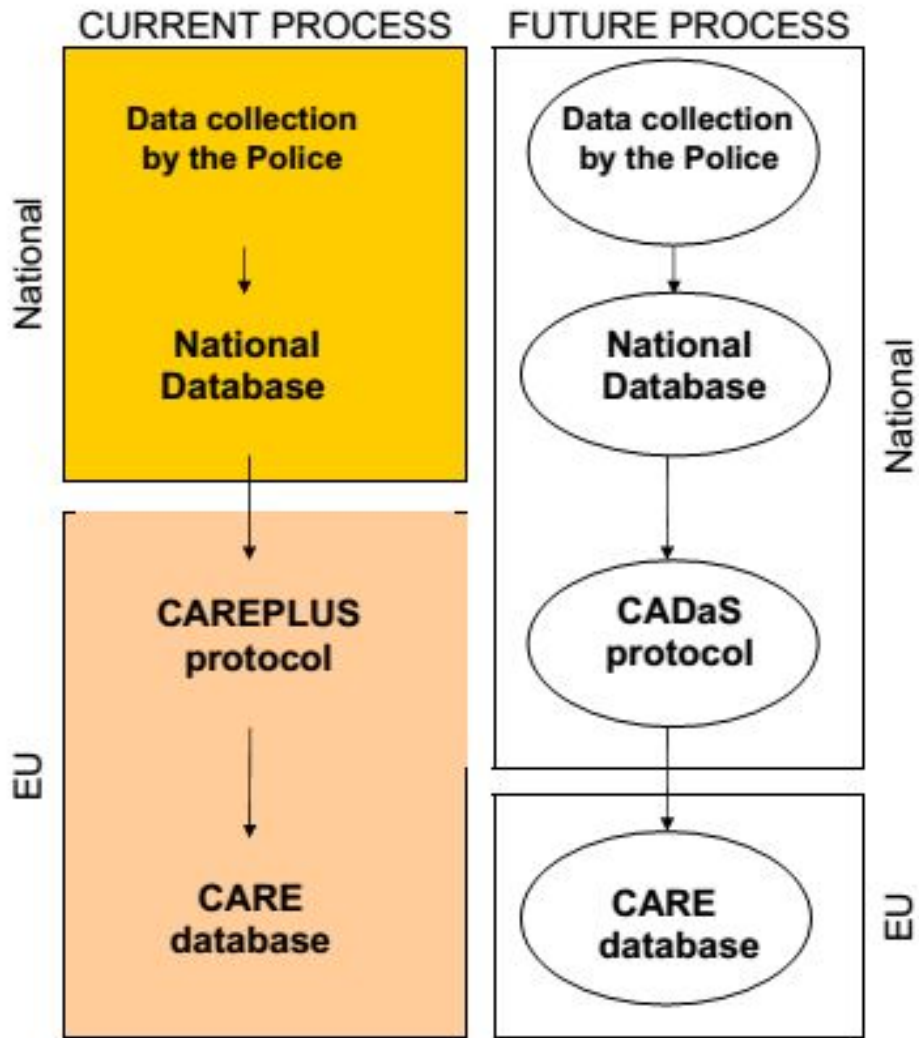 CURRENT PROCESS
FUTURE PROCESS
National
Data collection
by the Police
National
Database
EU
CAREPLUS
protocol
CARE
database
Data collection
by the Police
National
Database
CADaS
protocol
National
CARE
database
EU